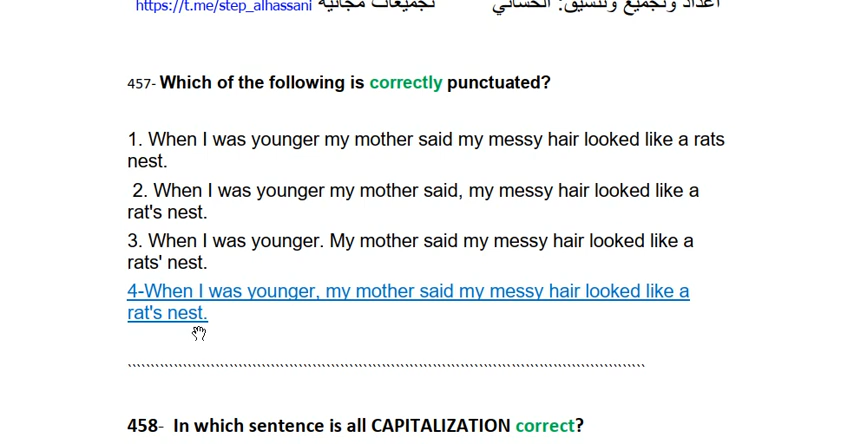 https://t.me/step_alhassani تجميعات مجانية اعداد وتجميع وتنسيق: الحساني
457- Which of the following is correctly punctuated?
1. When I was younger my mother said my messy hair looked like a rats
nest.
2. When I was younger my mother said, my messy hair looked like a
rat's nest.
3. When I was younger. My mother said my messy hair looked like a
rats' nest.
4-When I was younger, my mother said my messy hair looked like a
rat's nest.
458- In which sentence is all CAPITALIZATION correct?